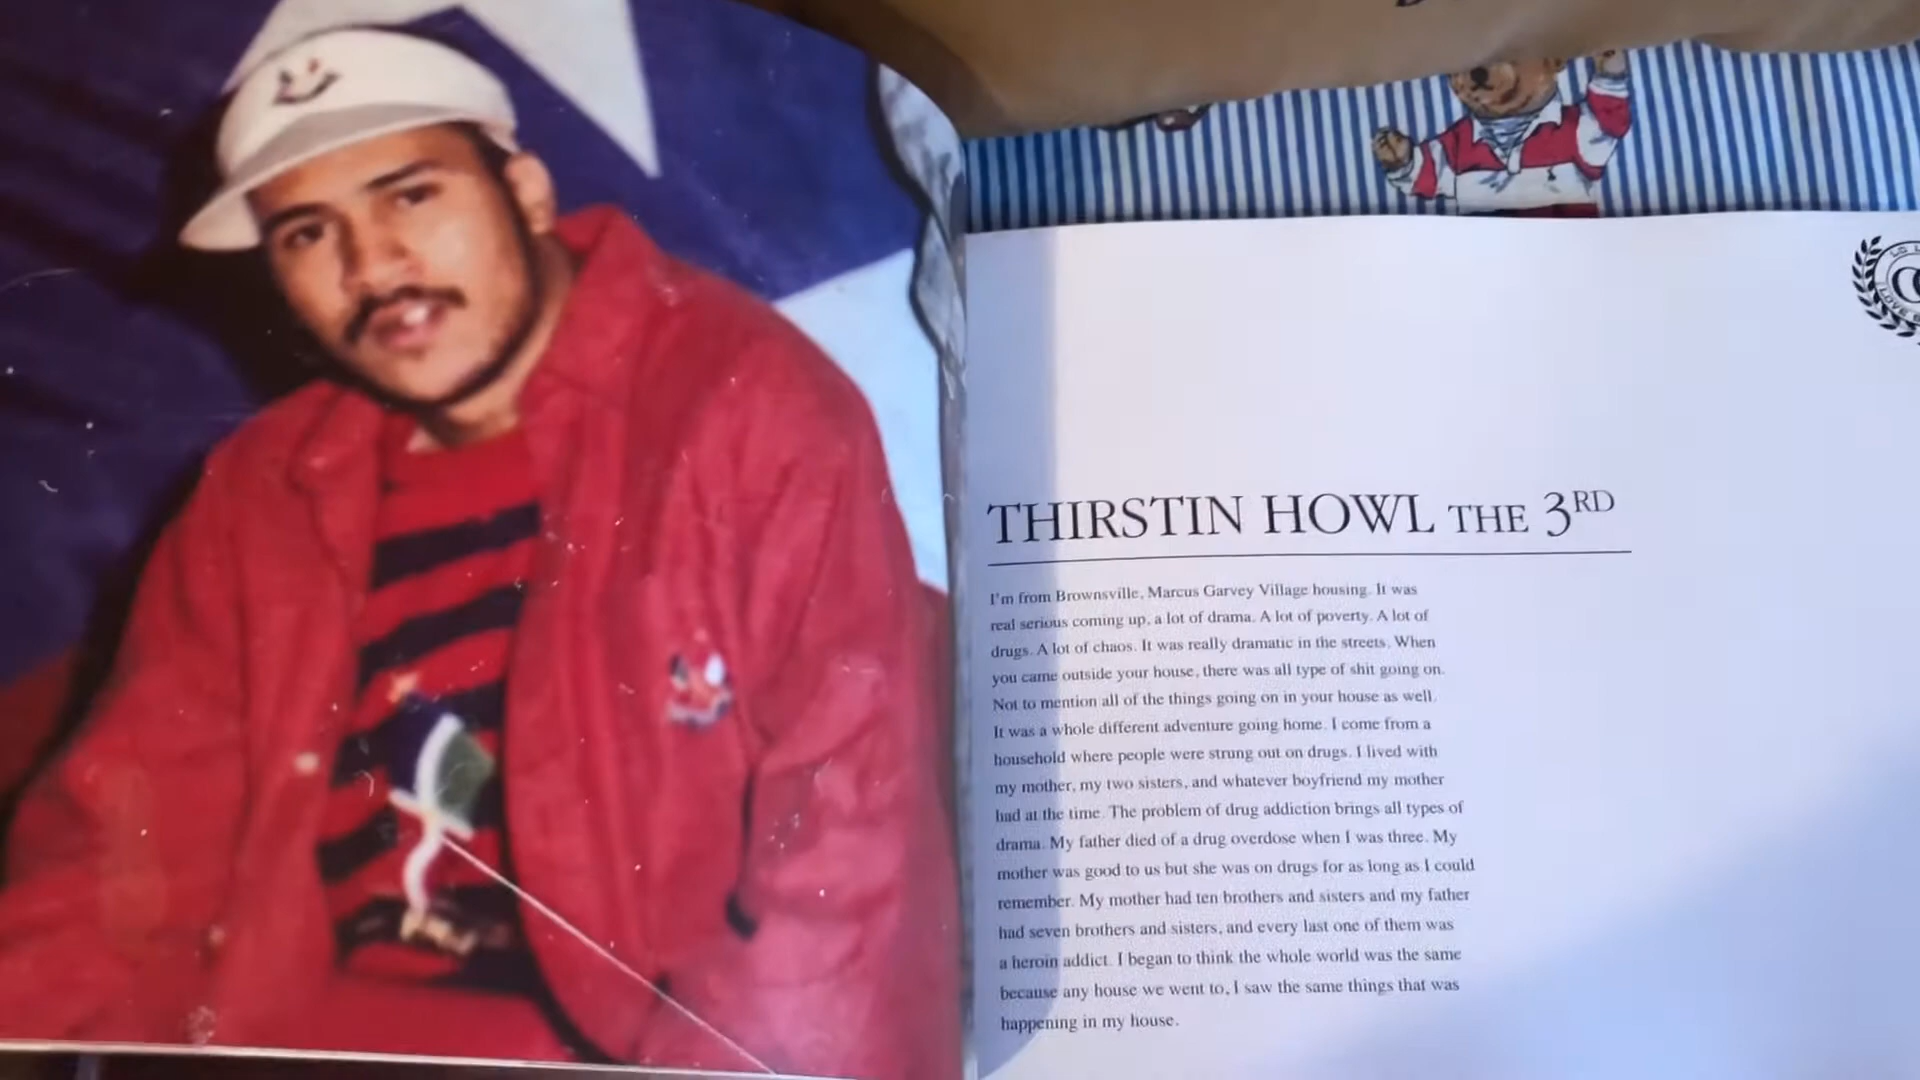 LO L
LOVE
THIRSTIN HOWL THE 3RD
I'm from Brownsville, Marcus Garvey Village housing. It was
real serious coming up, a lot of drama. A lot of poverty. A lot of
drugs. A lot of chaos. It was really dramatic in the streets. When
you came outside your house, there was all type of shit going on.
Not to mention all of the things going on in your house as well.
It was a whole different adventure going home. I come from a
household where people were strung out on drugs. I lived with
my mother, my two sisters, and whatever boyfriend my mother
had at the time. The problem of drug addiction brings all types of
drama. My father died of a drug overdose when I was three. My
mother was good to us but she was on drugs for as long as I could
remember. My mother had ten brothers and sisters and my father
had seven brothers and sisters, and every last one of them was
a heroin addict. I began to think the whole world was the same
because any house we went to, I saw the same things that was
happening in my house.